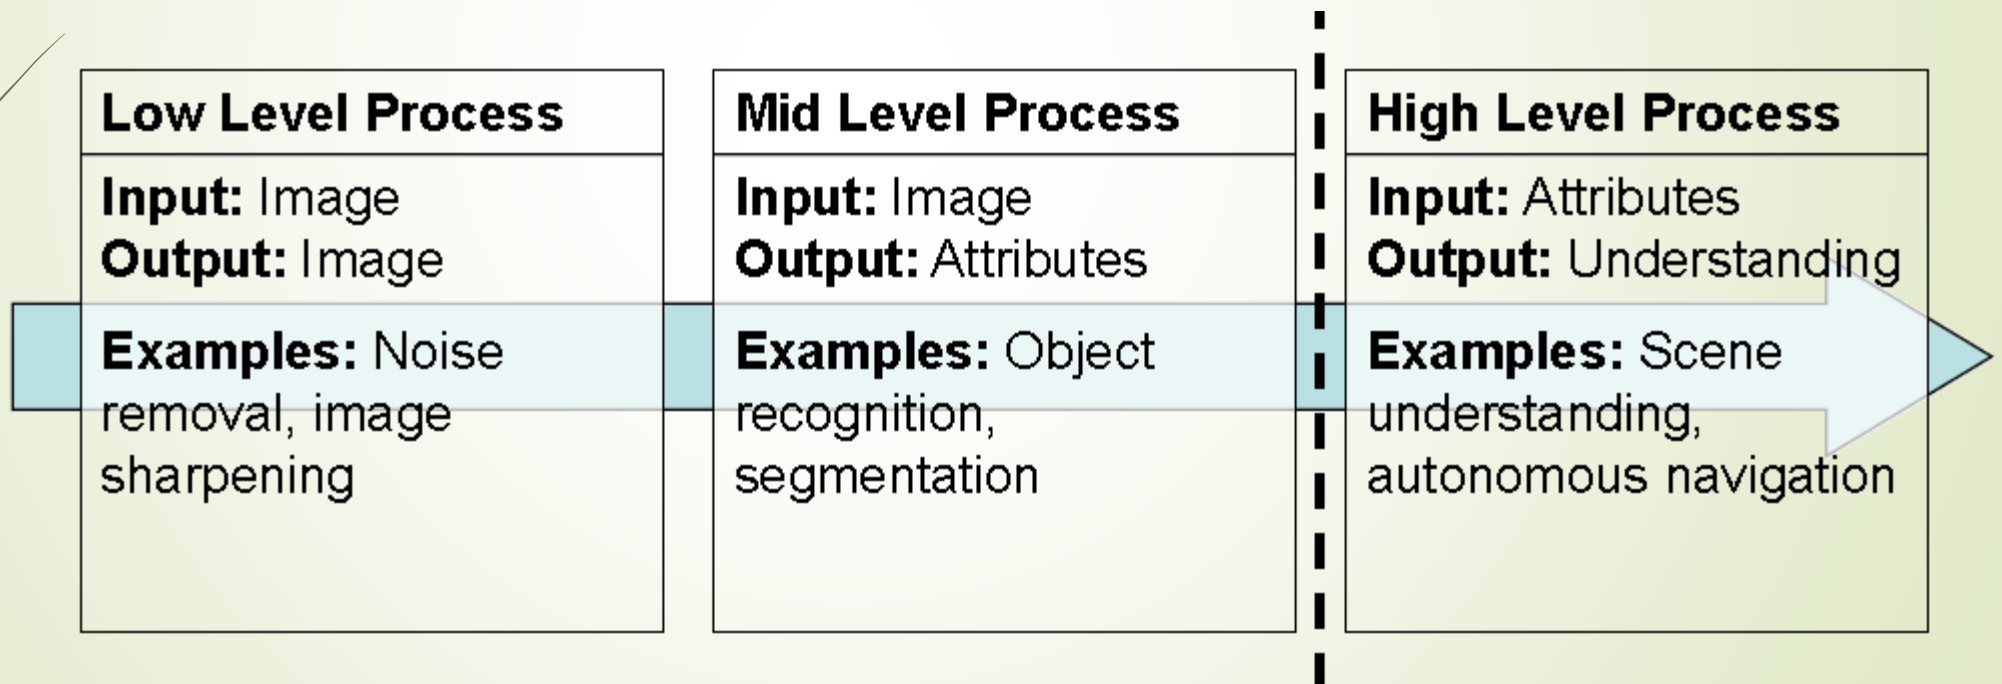 Low Level Process
Input: Image
Output: Image
Examples: Noise
removal, image
sharpening
Mid Level Process
Input: Image
Output: Attributes
Examples: Object
recognition,
segmentation
High Level Process
Input: Attributes
Output: Understanding
Examples: Scene
understanding,
autonomous navigation